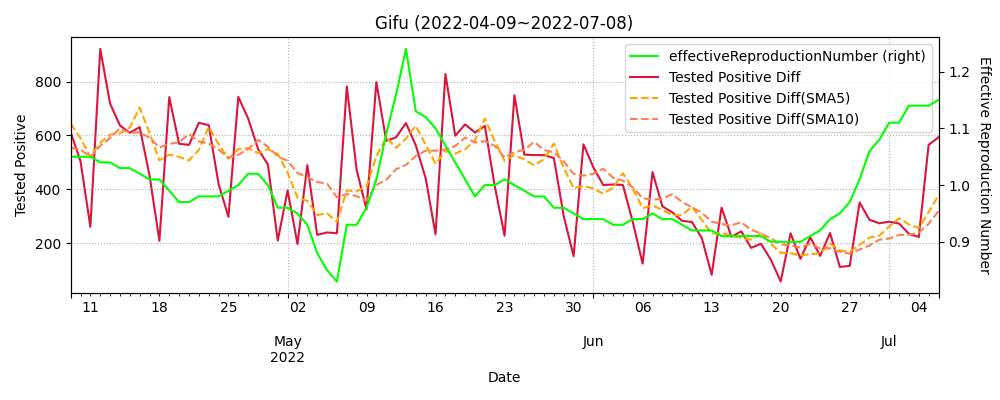 Gifu (2022-04-09~2022-07-08)
effectiveReproductionNumber (right)
Tested Positive Diff
Tested Positive Diff(SMA5)
Tested Positive Diff(SMA10)
Tested Positive
800
600
400
200
1.2
1.1
1.0
0.9
Effective Reproduction Number
11 18 25 02 09 16 23 30 06 13 20 27 04
May Jun Jul
2022
Date